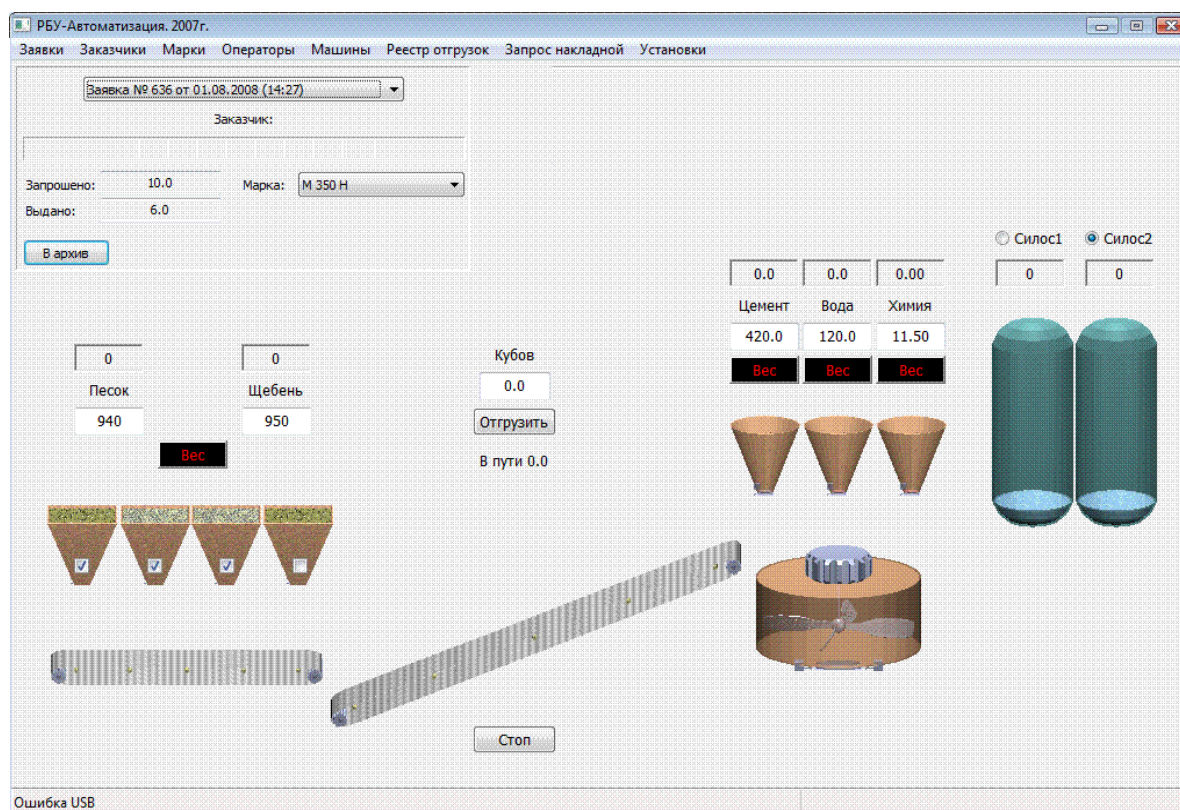 РБУ-Автоматизация. 2007г.
Заявки Заказчики Марки Операторы Машины Реестр отгрузок Запрос накладной Установки
Заявка № 636 от 01.08.2008 (14:27)
Заказчик:
Запрошено: 10.0 Марка: М 350 Н
Выдано: 6.0
В архив
Силос1 Силос2
0.0 0.0 0.00 0 0
Цемент Вода Химия
420.0 120.0 11.50
Вес Вес Вес
0 0 Кубов
Песок Щебень 0.0
940 950 Отгрузить
Вес В пути 0.0
Стоп
Ошибка USB